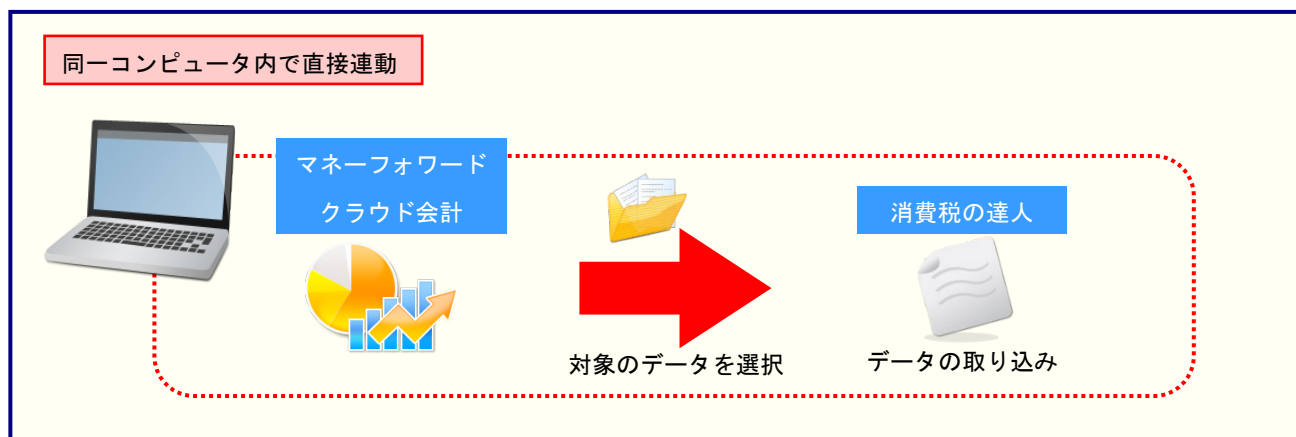 同一コンピュータ内で直接連動
マネーフォワード
クラウド会計
消費税の達人
対象のデータを選択
データの取り込み